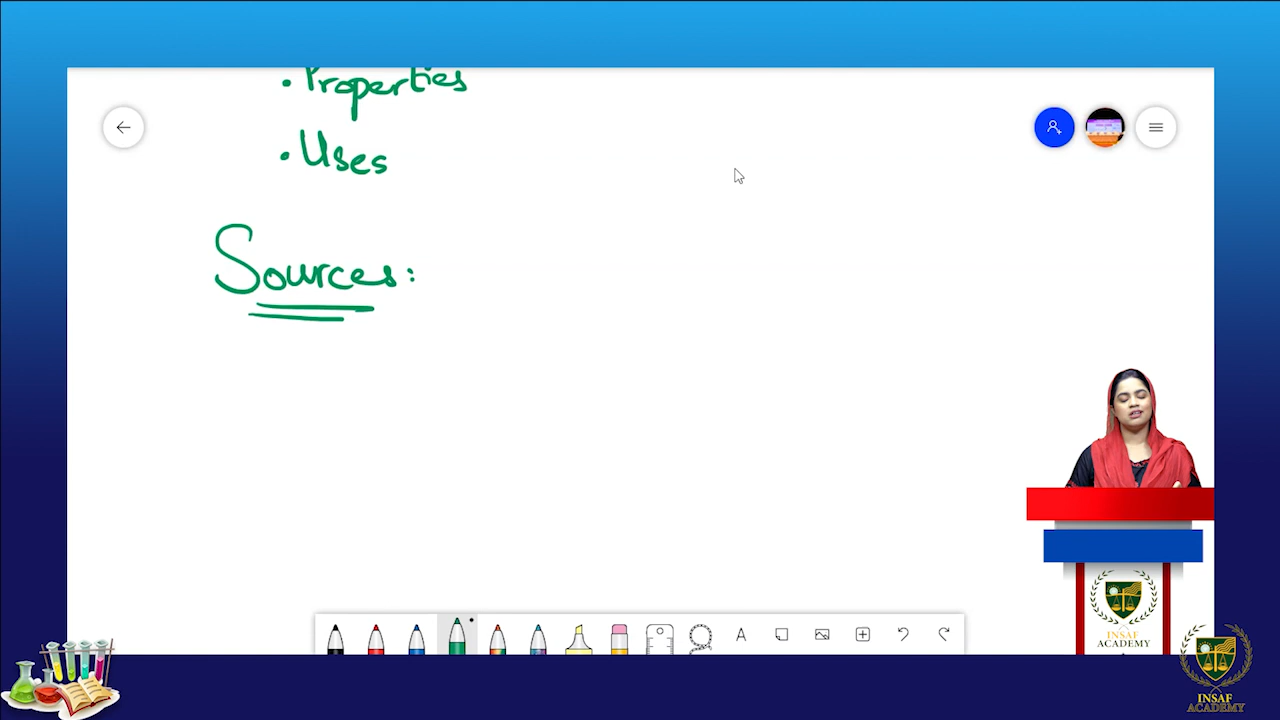 • Properties
• Uses
Sources:
A
INSAF
ACADEMY
INSAF
ACADEMY